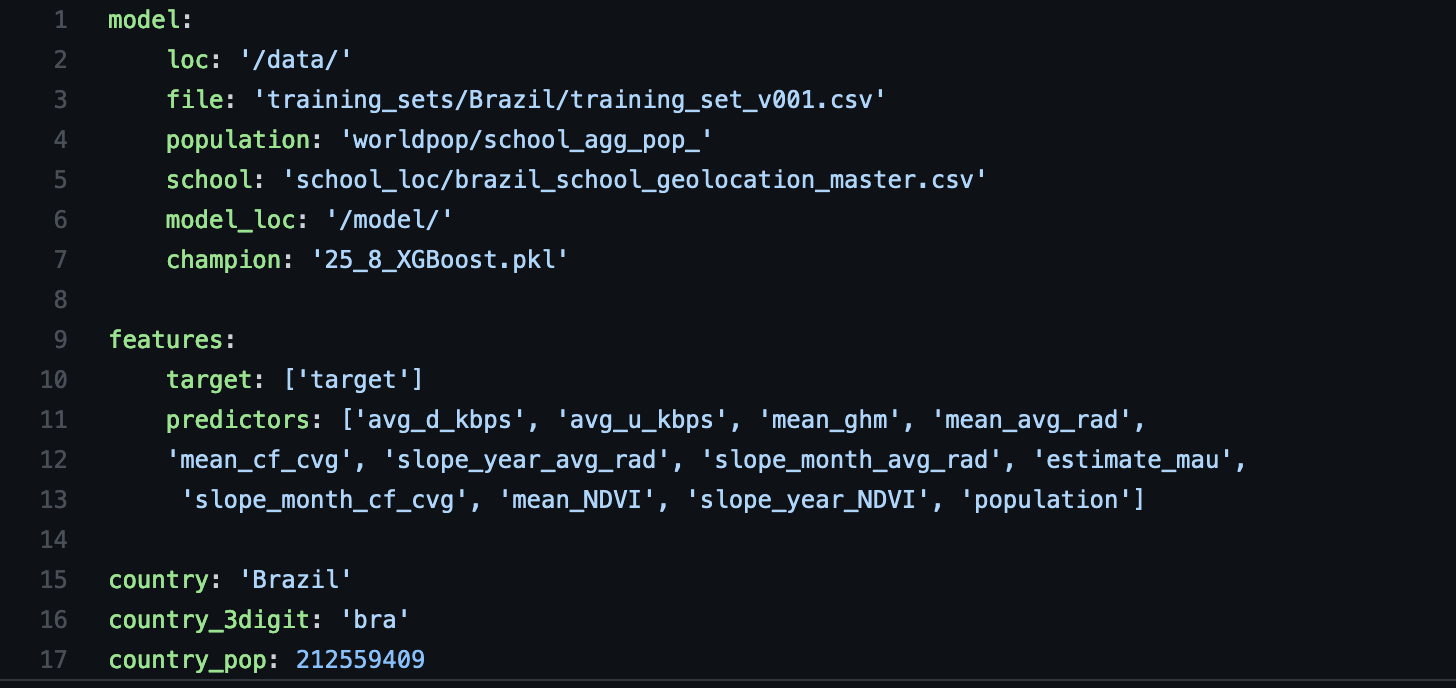 1 model:
2     loc: '/data/'
3     file: 'training_sets/Brazil/training_set_v001.csv'
4     population: 'worldpop/school_agg_pop_'
5     school: 'school_loc/brazil_school_geolocation_master.csv'
6     model_loc: '/model/'
7     champion: '25_8_XGBoost.pkl'
8
9 features:
10     target: ['target']
11     predictors: ['avg_d_kbps', 'avg_u_kbps', 'mean_ghm', 'mean_avg_rad',
12     'mean_cf_cvg', 'slope_year_avg_rad', 'slope_month_avg_rad', 'estimate_mau',
13      'slope_month_cf_cvg', 'mean_NDVI', 'slope_year_NDVI', 'population']
14
15 country: 'Brazil'
16 country_3digit: 'bra'
17 country_pop: 212559409